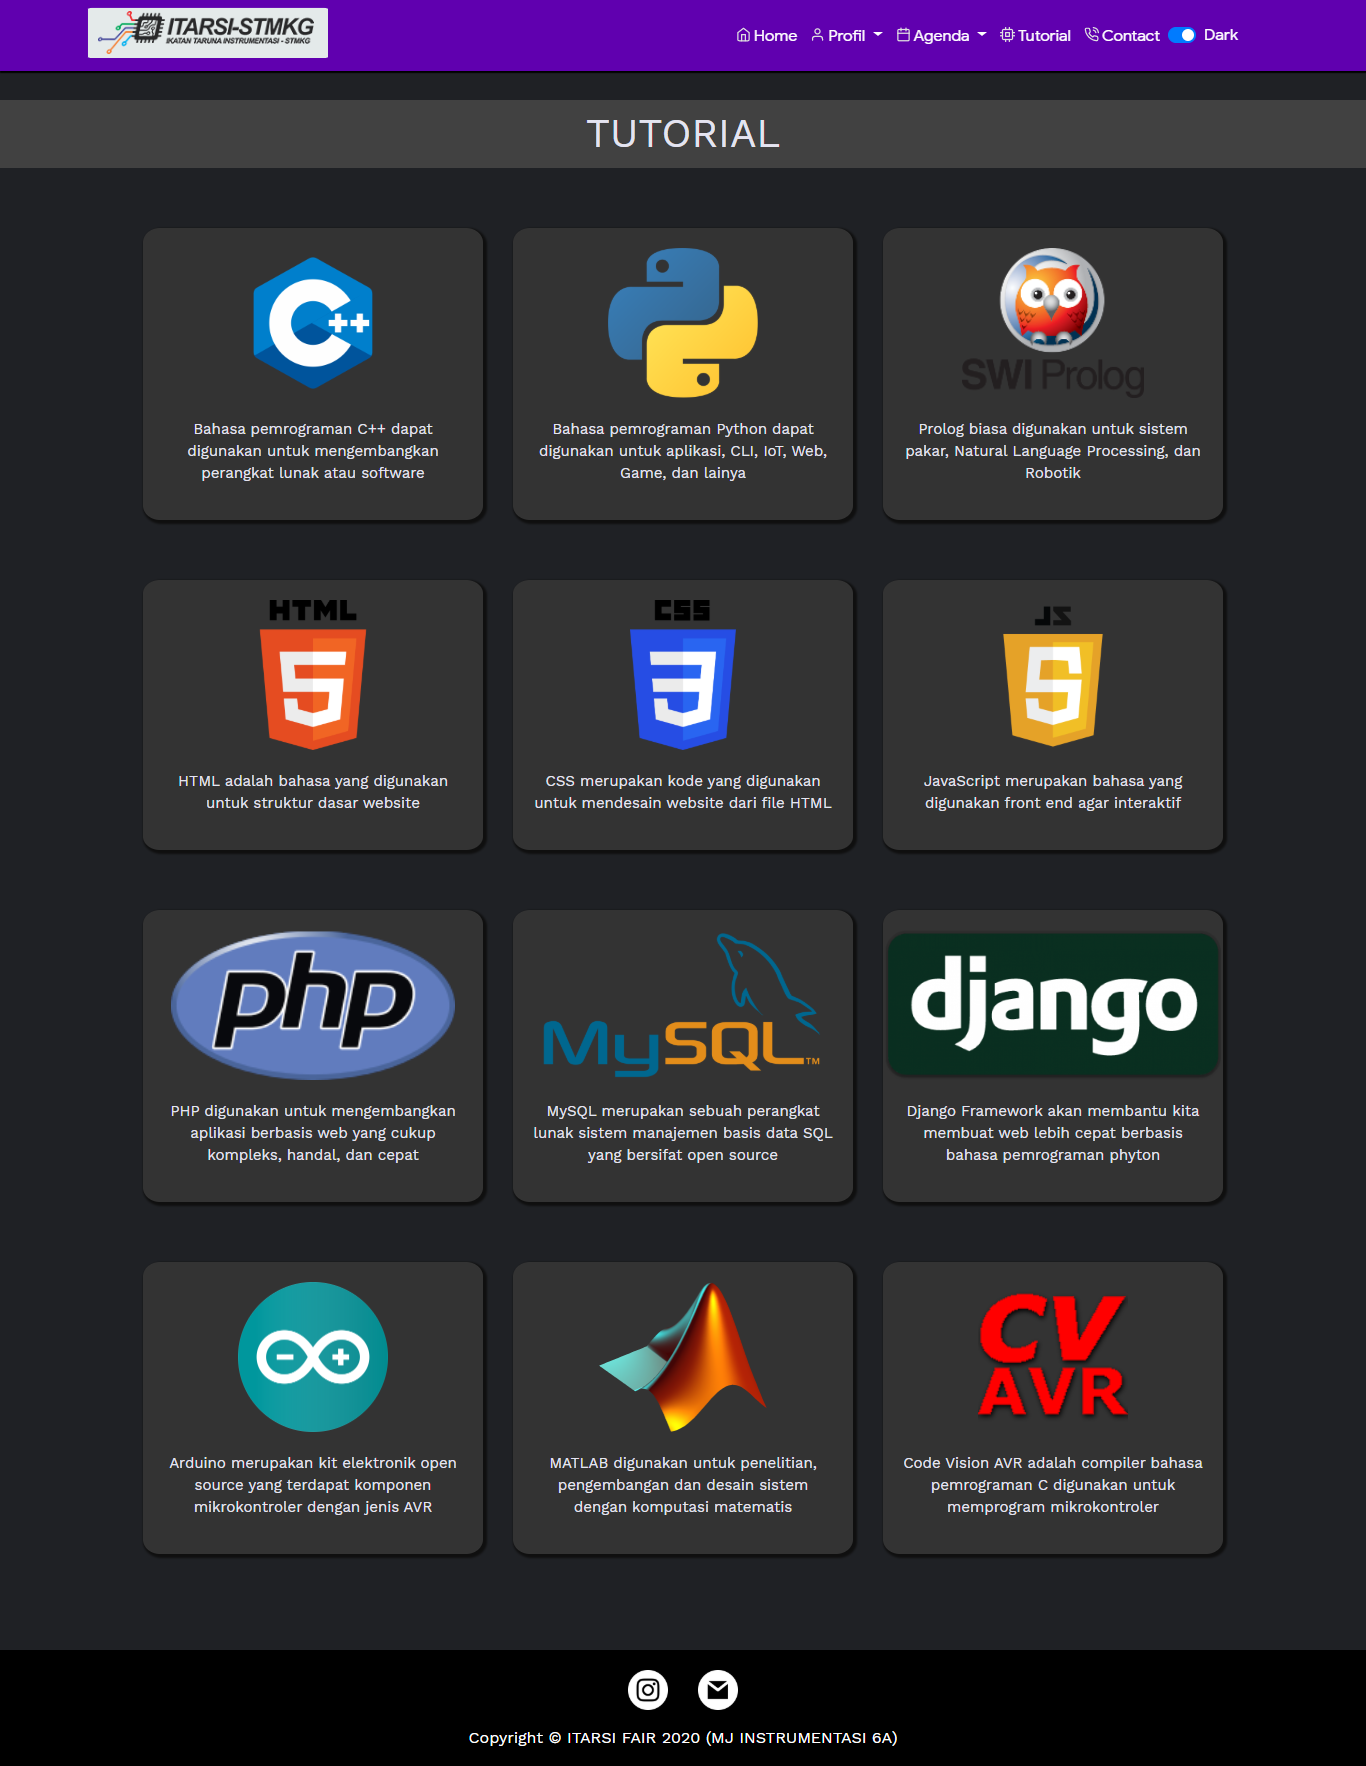 ITARSI-STMKG
IKATAN TARUNA INSTRUMENTASI - STMKG
Home Profil Agenda Tutorial Contact Dark
TUTORIAL
C++
SWI Prolog
Bahasa pemrograman C++ dapat
digunakan untuk mengembangkan
perangkat lunak atau software
Bahasa pemrograman Python dapat
digunakan untuk aplikasi, CLI, IoT, Web,
Game, dan lainya
Prolog biasa digunakan untuk sistem
pakar, Natural Language Processing, dan
Robotik
HTML
5
CSS
3
JS
5
HTML adalah bahasa yang digunakan
untuk struktur dasar website
CSS merupakan kode yang digunakan
untuk mendesain website dari file HTML
JavaScript merupakan bahasa yang
digunakan front end agar interaktif
php
MySQL™
django
PHP digunakan untuk mengembangkan
aplikasi berbasis web yang cukup
kompleks, handal, dan cepat
MySQL merupakan sebuah perangkat
lunak sistem manajemen basis data SQL
yang bersifat open source
Django Framework akan membantu kita
membuat web lebih cepat berbasis
bahasa pemrograman phyton
CV
AVR
Arduino merupakan kit elektronik open
source yang terdapat komponen
mikrokontroler dengan jenis AVR
MATLAB digunakan untuk penelitian,
pengembangan dan desain sistem
dengan komputasi matematis
Code Vision AVR adalah compiler bahasa
pemrograman C digunakan untuk
memprogram mikrokontroler
Copyright © ITARSI FAIR 2020 (MJ INSTRUMENTASI 6A)